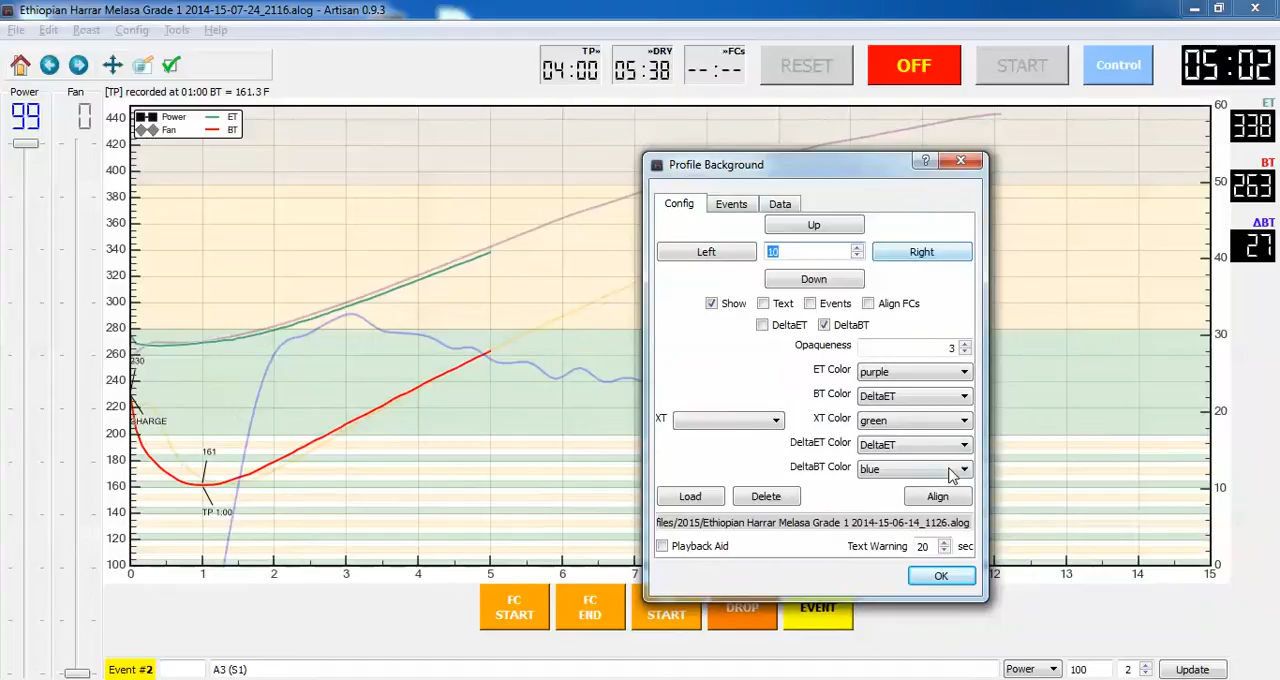 Ethiopian Harrar Melasa Grade 1 2014-15-07-24_2116.alog - Artisan 0.9.3
File Edit Roast Config Tools Help
TP» »DRY »FCs
04:00 05:38 --:-- RESET OFF START Control 05:02
Power Fan [TP] recorded at 01:00 BT = 161.3 F
99 0
Power ET
Fan BT
ET
338
BT
263
ΔBT
27
440
420
400
380
360
340
320
300
280
260
240
220
200
180
160
140
120
100
60
50
40
30
20
10
0
230
CHARGE
161
TP 1:00
0 1 2 3 4 5 6 7 12 13 14 15
Profile Background
Config Events Data
Up
Left 10 Right
Down
Show Text Events Align FCs
DeltaET DeltaBT
Opaqueness 3
ET Color purple
BT Color DeltaET
XT XT Color green
DeltaET Color DeltaET
DeltaBT Color blue
Load Delete Align
files/2015/Ethiopian Harrar Melasa Grade 1 2014-15-06-14_1126.alog
Playback Aid Text Warning 20 sec
OK
FC START
FC END
START
DROP
EVENT
Event #2 A3 (S1) Power 100 2 Update